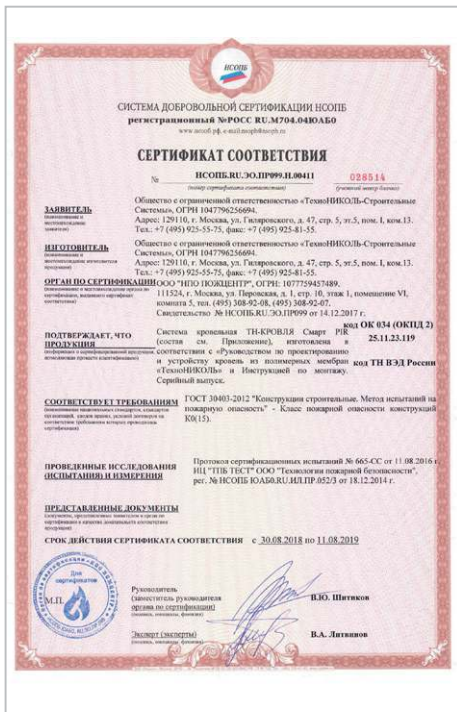 НСОПБ
СИСТЕМА ДОБРОВОЛЬНОЙ СЕРТИФИКАЦИИ НСОПБ
регистрационный №РОСС RU.М704.04ЮАБ0
СЕРТИФИКАТ СООТВЕТСТВИЯ
№ НСОПБ.RU.ЭО.ПР099.Н.00411 028514
(номер сертификата соответствия) (учетный номер бланка)
ЗАЯВИТЕЛЬ
Общество с ограниченной ответственностью «ТехноНИКОЛЬ-Строительные
Системы», ОГРН 1047796256694.
Адрес: 129110, г. Москва, ул. Гиляровского, д. 47, стр. 5, эт.5, пом. I, ком.13.
Тел.: +7 (495) 925-55-75, факс: +7 (495) 925-81-55.
ИЗГОТОВИТЕЛЬ
Общество с ограниченной ответственностью «ТехноНИКОЛЬ-Строительные
Системы», ОГРН 1047796256694.
Адрес: 129110, г. Москва, ул. Гиляровского, д. 47, стр. 5, эт.5, пом. I, ком.13.
Тел.: +7 (495) 925-55-75, факс: +7 (495) 925-81-55.
ОРГАН ПО СЕРТИФИКАЦИИ
ООО "НПО ПОЖЦЕНТР", ОГРН: 1077759457489.
111524, г. Москва, ул. Перовская, д. 1, стр. 10, этаж 1, помещение VI,
комната 5, тел. (495) 308-92-08, (495) 308-92-07.
Свидетельство № НСОПБ.RU.ЭО.ПР099 от 14.12.2017 г.
ПОДТВЕРЖДАЕТ, ЧТО
ПРОДУКЦИЯ
Система кровельная ТН-КРОВЛЯ Смарт PIR
(состав см. Приложение), изготовлена в
соответствии с «Руководством по проектированию
и устройству кровель из полимерных мембран
«ТехноНИКОЛЬ» и Инструкцией по монтажу.
Серийный выпуск.
код ОК 034 (ОКПД 2)
25.11.23.119
код ТН ВЭД России
СООТВЕТСТВУЕТ ТРЕБОВАНИЯМ
ГОСТ 30403-2012 "Конструкции строительные. Метод испытаний на
пожарную опасность" - Класс пожарной опасности конструкций
К0(15).
ПРОВЕДЕННЫЕ ИССЛЕДОВАНИЯ
(ИСПЫТАНИЯ) И ИЗМЕРЕНИЯ
Протокол сертификационных испытаний № 665-СС от 11.08.2016 г.
ИЦ "ТПБ ТЕСТ" ООО "Технологии пожарной безопасности",
рег. № НСОПБ ЮАБ0.RU.ИЛ.ПР.052/3 от 18.12.2014 г.
ПРЕДСТАВЛЕННЫЕ ДОКУМЕНТЫ
СРОК ДЕЙСТВИЯ СЕРТИФИКАТА СООТВЕТСТВИЯ с 30.08.2018 по 11.08.2019
Для
сертификатов
М.П.
Руководитель
(заместитель руководителя
органа по сертификации)
В.Ю. Шитиков
Эксперт (эксперты)
В.А. Литвинов